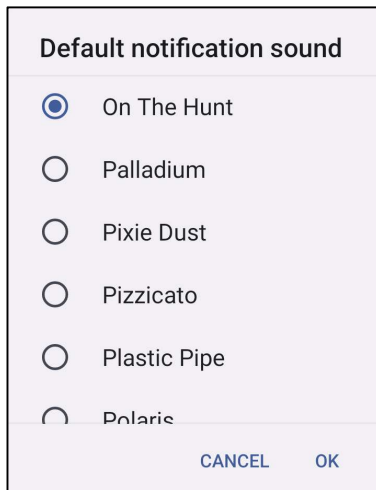 Default notification sound
On The Hunt
Palladium
Pixie Dust
Pizzicato
Plastic Pipe
Polaris
CANCEL OK